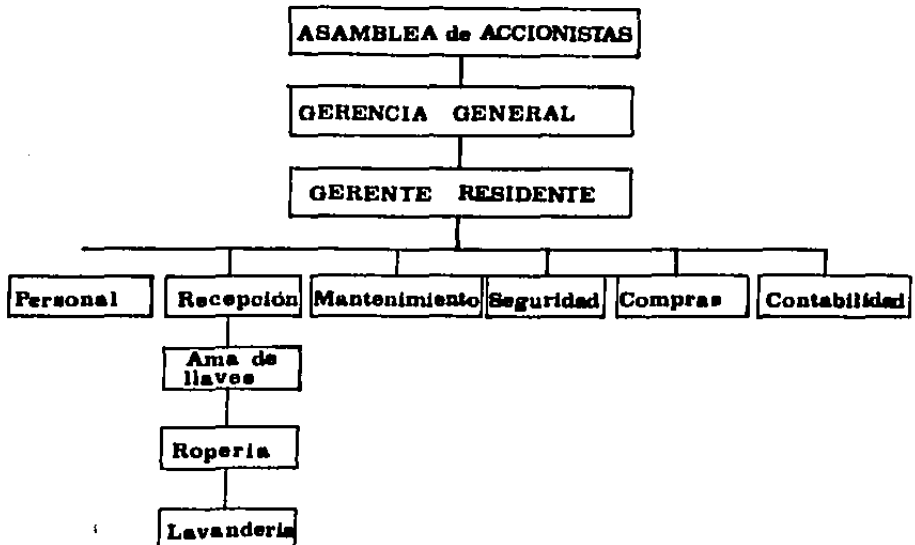 ASAMBLEA de ACCIONISTAS
GERENCIA GENERAL
GERENTE RESIDENTE
Personal
Recepción
Mantenimiento
Seguridad
Compras
Contabilidad
Ama de
llaves
Roperia
Lavanderia